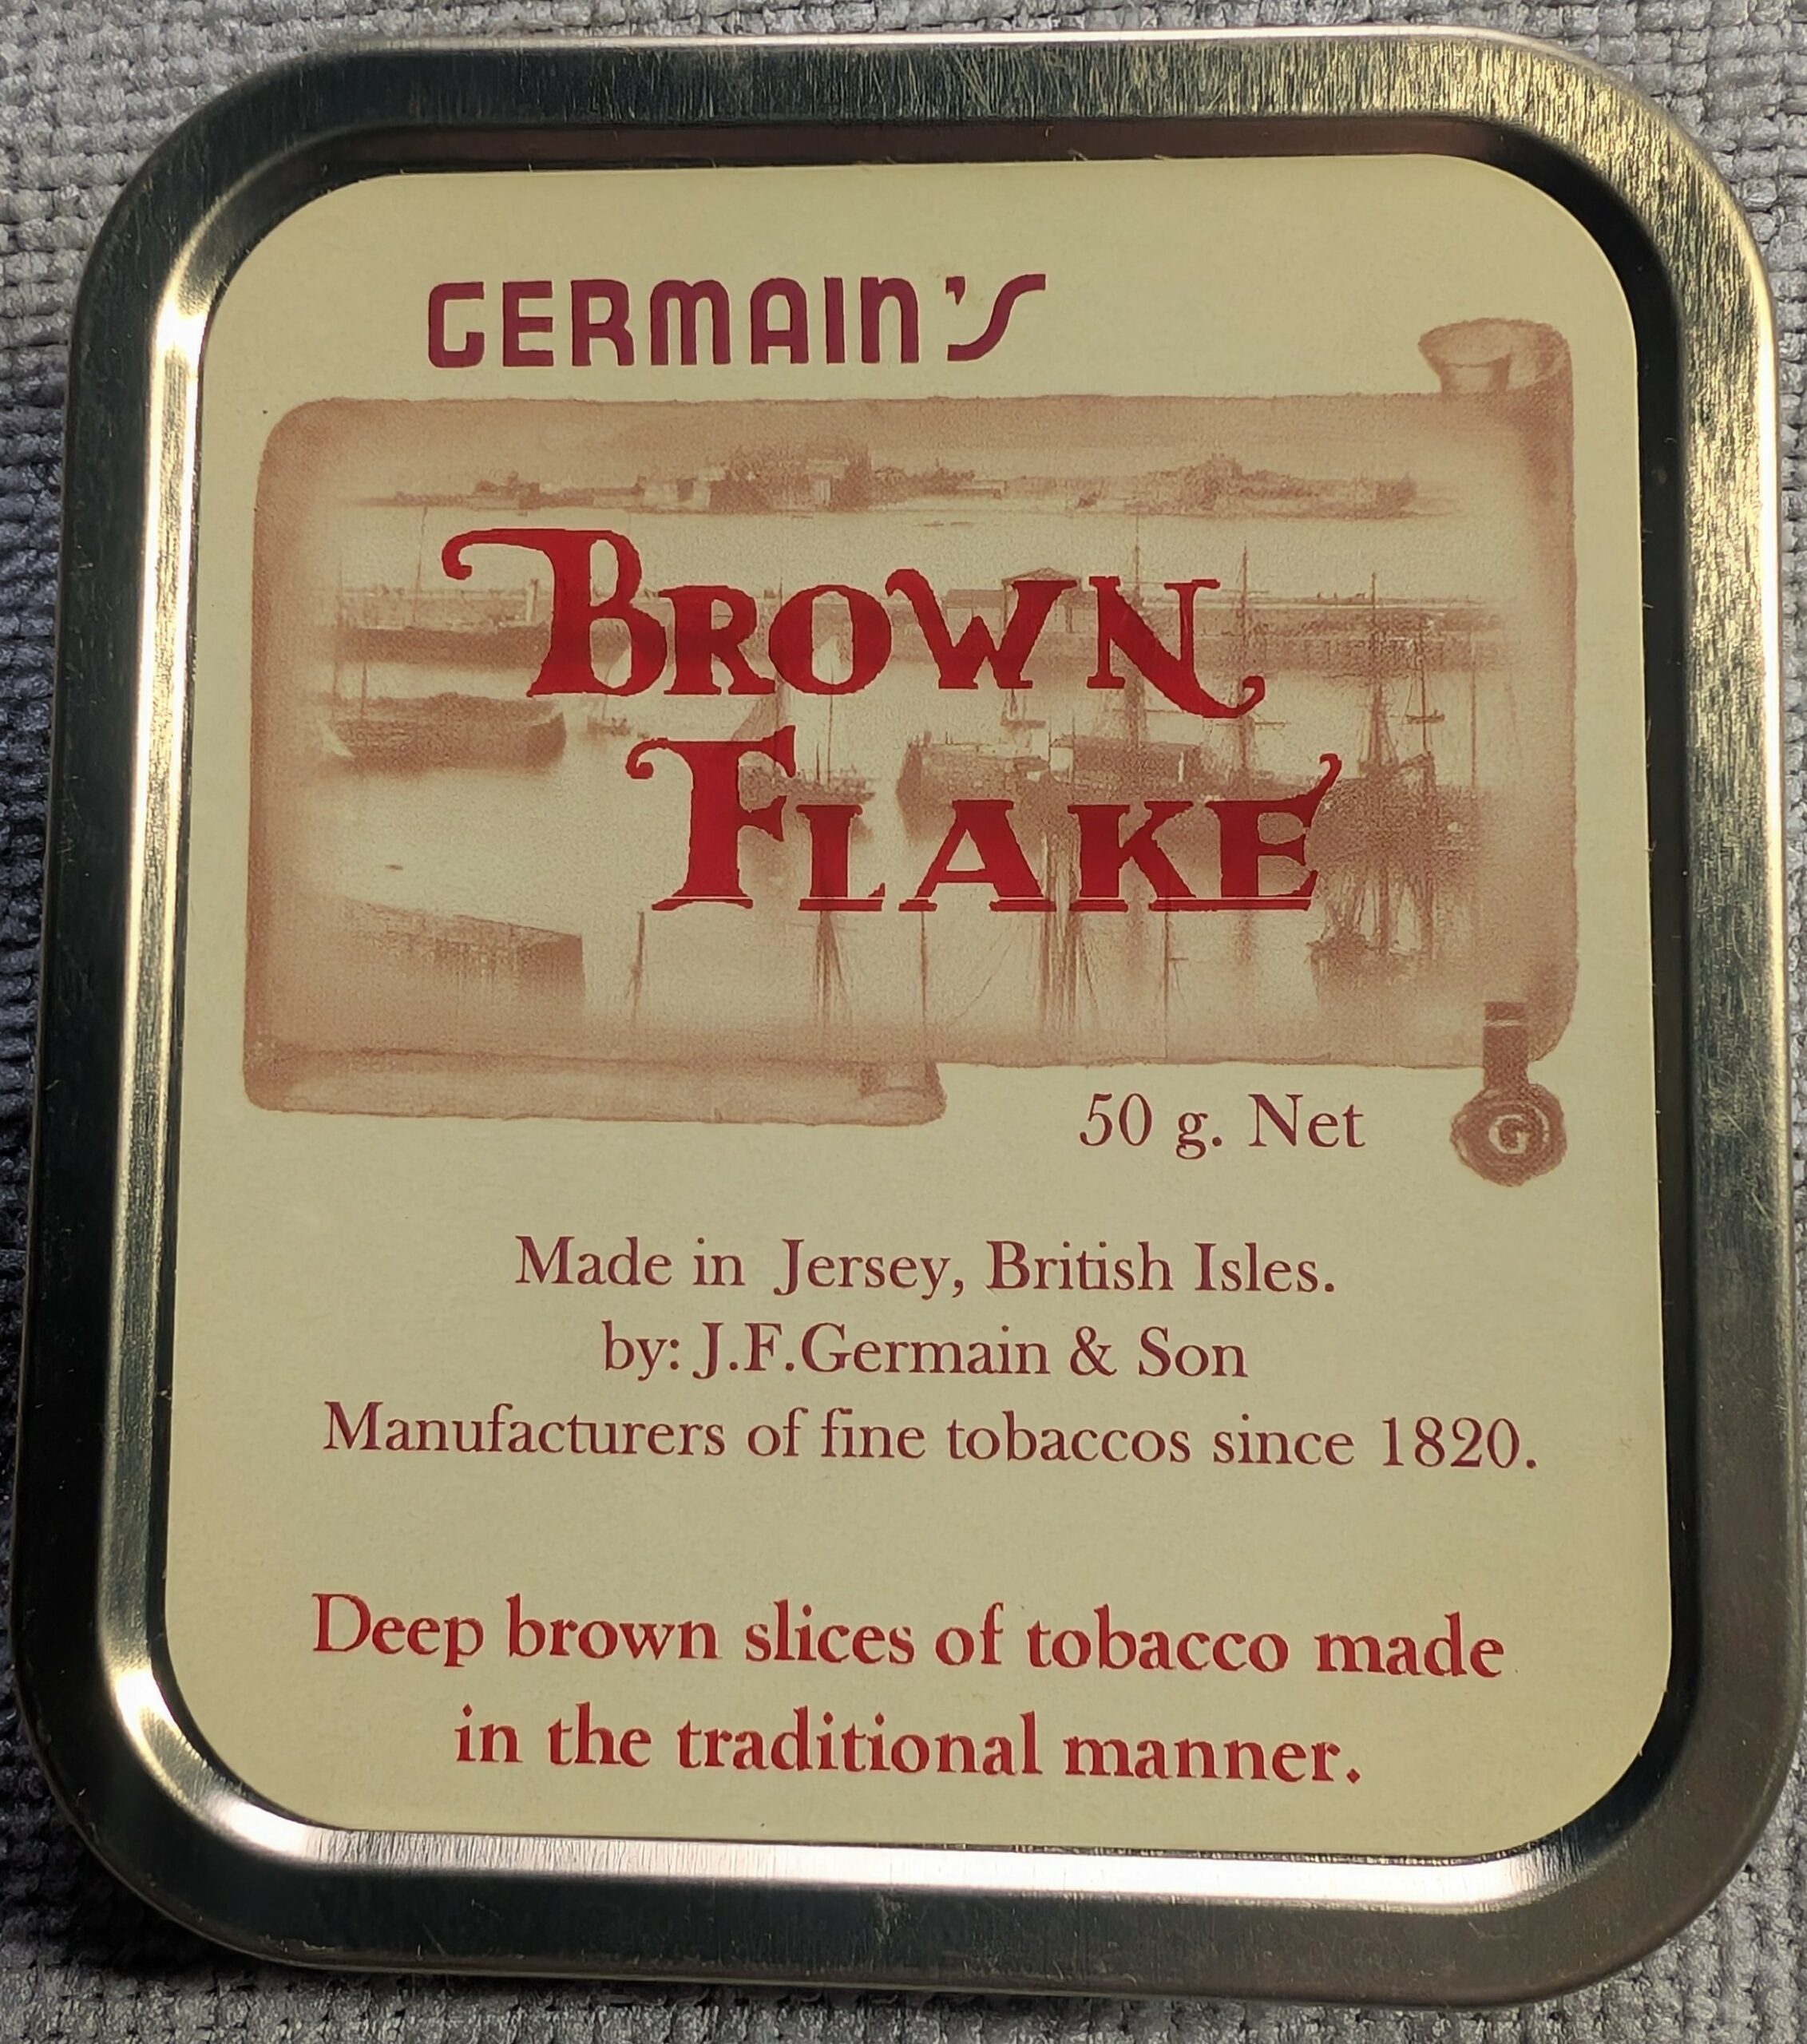 GERMAIN'S
BROWN
FLAKE
50 g. Net
G
Made in Jersey, British Isles.
by: J.F.Germain & Son
Manufacturers of fine tobaccos since 1820.
Deep brown slices of tobacco made
in the traditional manner.